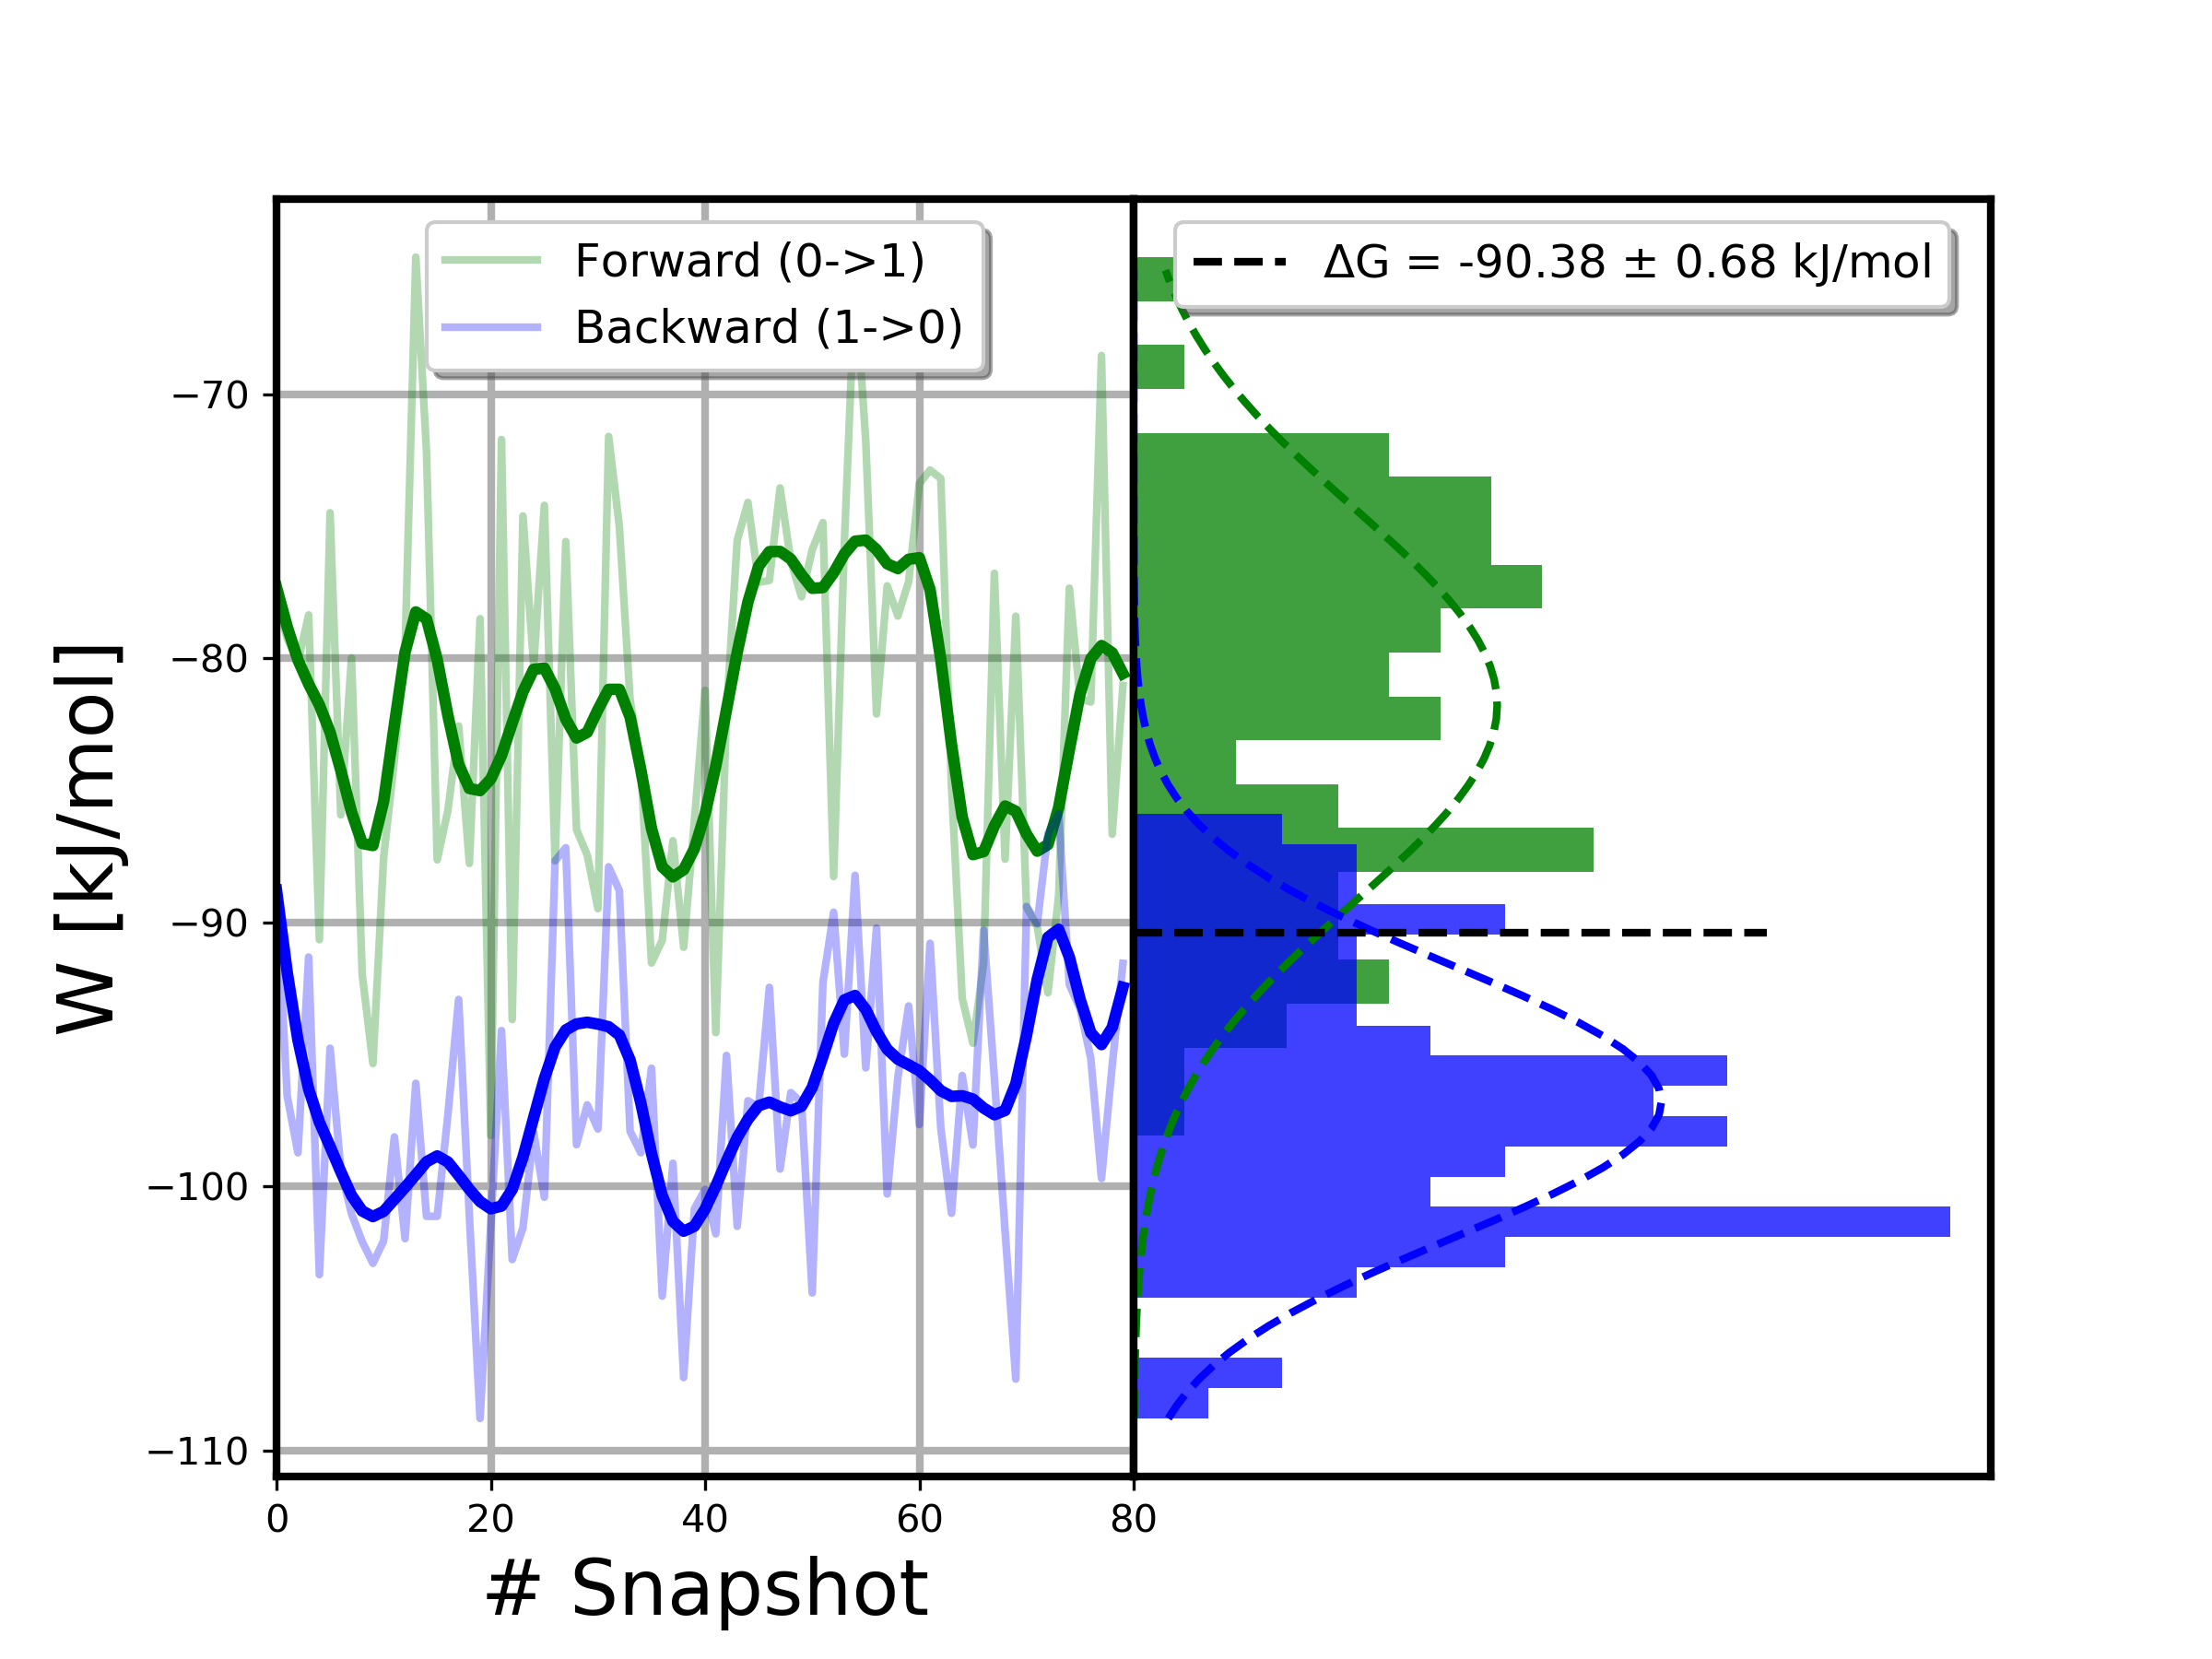 Forward (0->1)
Backward (1->0)
ΔG = -90.38 ± 0.68 kJ/mol
W [kJ/mol]
−70
−80
−90
−100
−110
0 20 40 60 80
# Snapshot